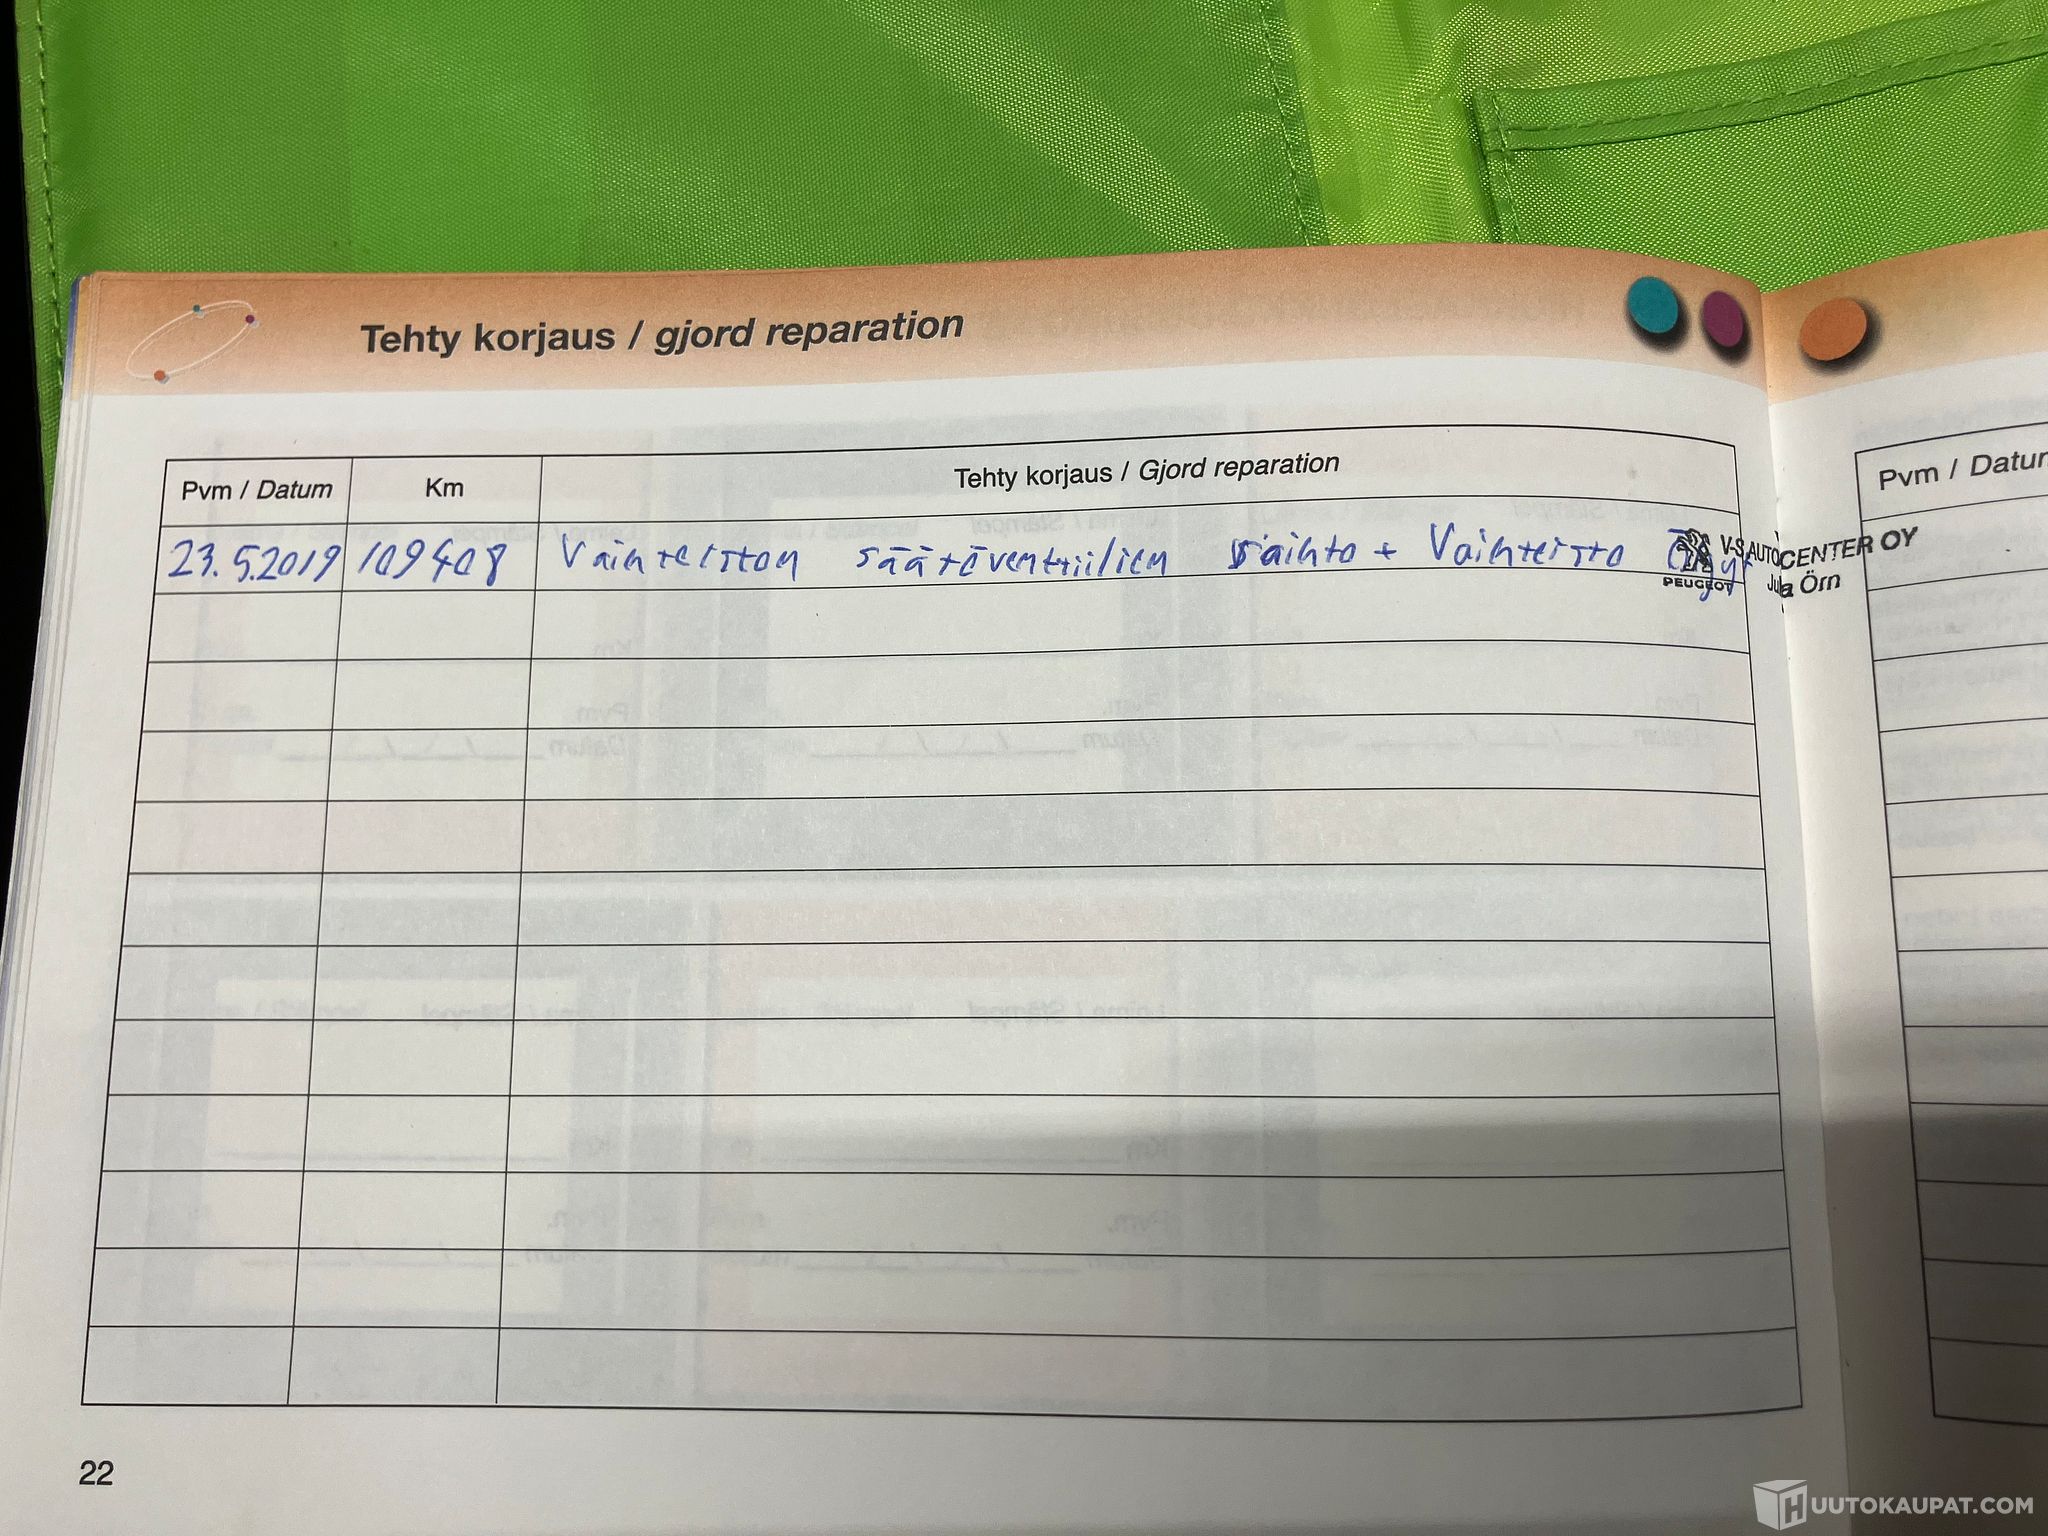 Tehty korjaus / gjord reparation
Pvm / Datum Km Tehty korjaus / Gjord reparation
23.5.2019 109408 Vaihteiston säätöventtiilien vaihto + Vaihteisto
V-S AUTOCENTER OY
PEUGEOT Örn
Pvm / Datum
22
HUUTOKAUPAT.COM